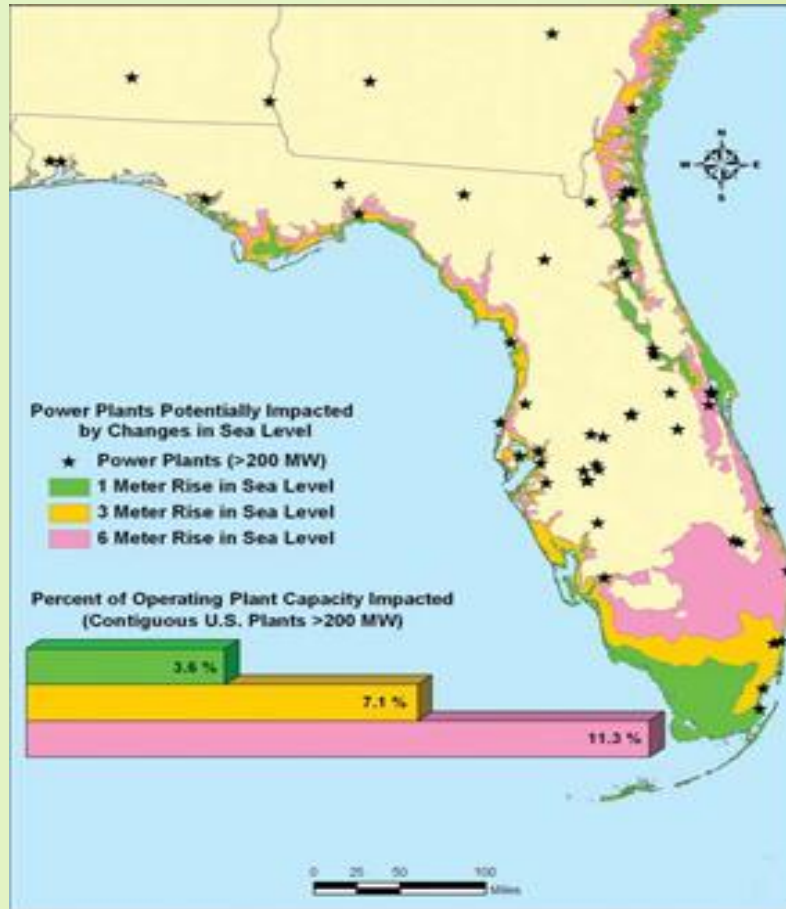 N
W
E
S
Power Plants Potentially Impacted
by Changes in Sea Level
Power Plants (>200 MW)
1 Meter Rise in Sea Level
3 Meter Rise in Sea Level
6 Meter Rise in Sea Level
Percent of Operating Plant Capacity Impacted
(Contiguous U.S. Plants >200 MW)
3.6 %
7.1 %
11.3 %
0 25 50 100
Miles